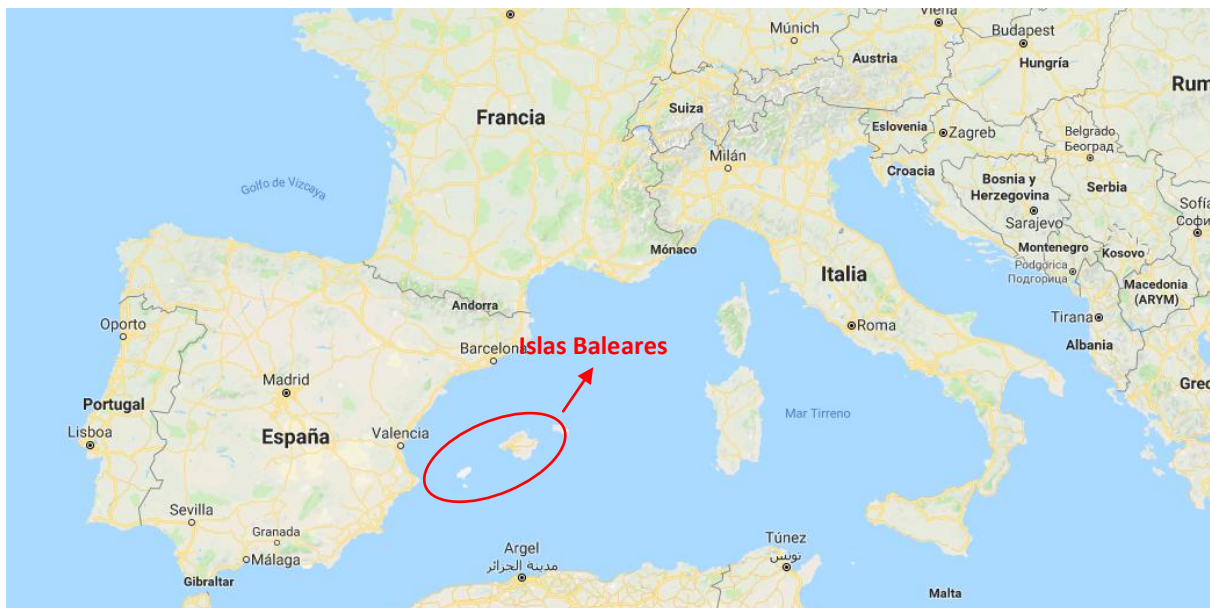 Viena
Múnich
Budapest
Austria
Hungría
Rum
Suiza
Francia
Eslovenia
Zagreb
Belgrado
Београд
Milán
Croacia
Bosnia y
Herzegovina
Serbia
Golfo de Vizcaya
Sarajevo
Sofía
Софи
Mónaco
Montenegro
Kosovo
Podgorica
Подгорица
Italia
Macedonia
(ARYM)
Andorra
Oporto
Roma
Tirana
Barcelona
Islas Baleares
Albania
Madrid
Grec
Portugal
Mar Tirreno
Lisboa
España
Valencia
Sevilla
Granada
Málaga
Argel
مدينة الجزائر
Túnez
تونس
Gibraltar
Malta